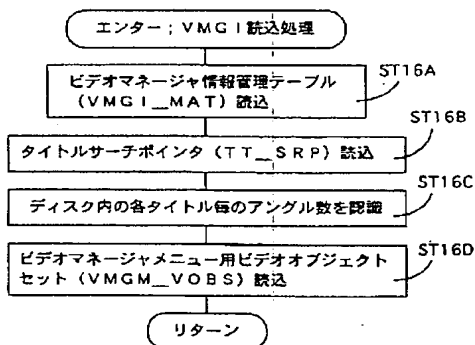 エンター；ＶＭＧＩ読込処理
ST16A
ビデオマネージャ情報管理テーブル
（ＶＭＧＩ＿ＭＡＴ）読込
ST16B
タイトルサーチポインタ（ＴＴ＿ＳＲＰ）読込
ST16C
ディスク内の各タイトル毎のアングル数を認識
ST16D
ビデオマネージャメニュー用ビデオオブジェクト
セット（ＶＭＧＭ＿ＶＯＢＳ）読込
リターン